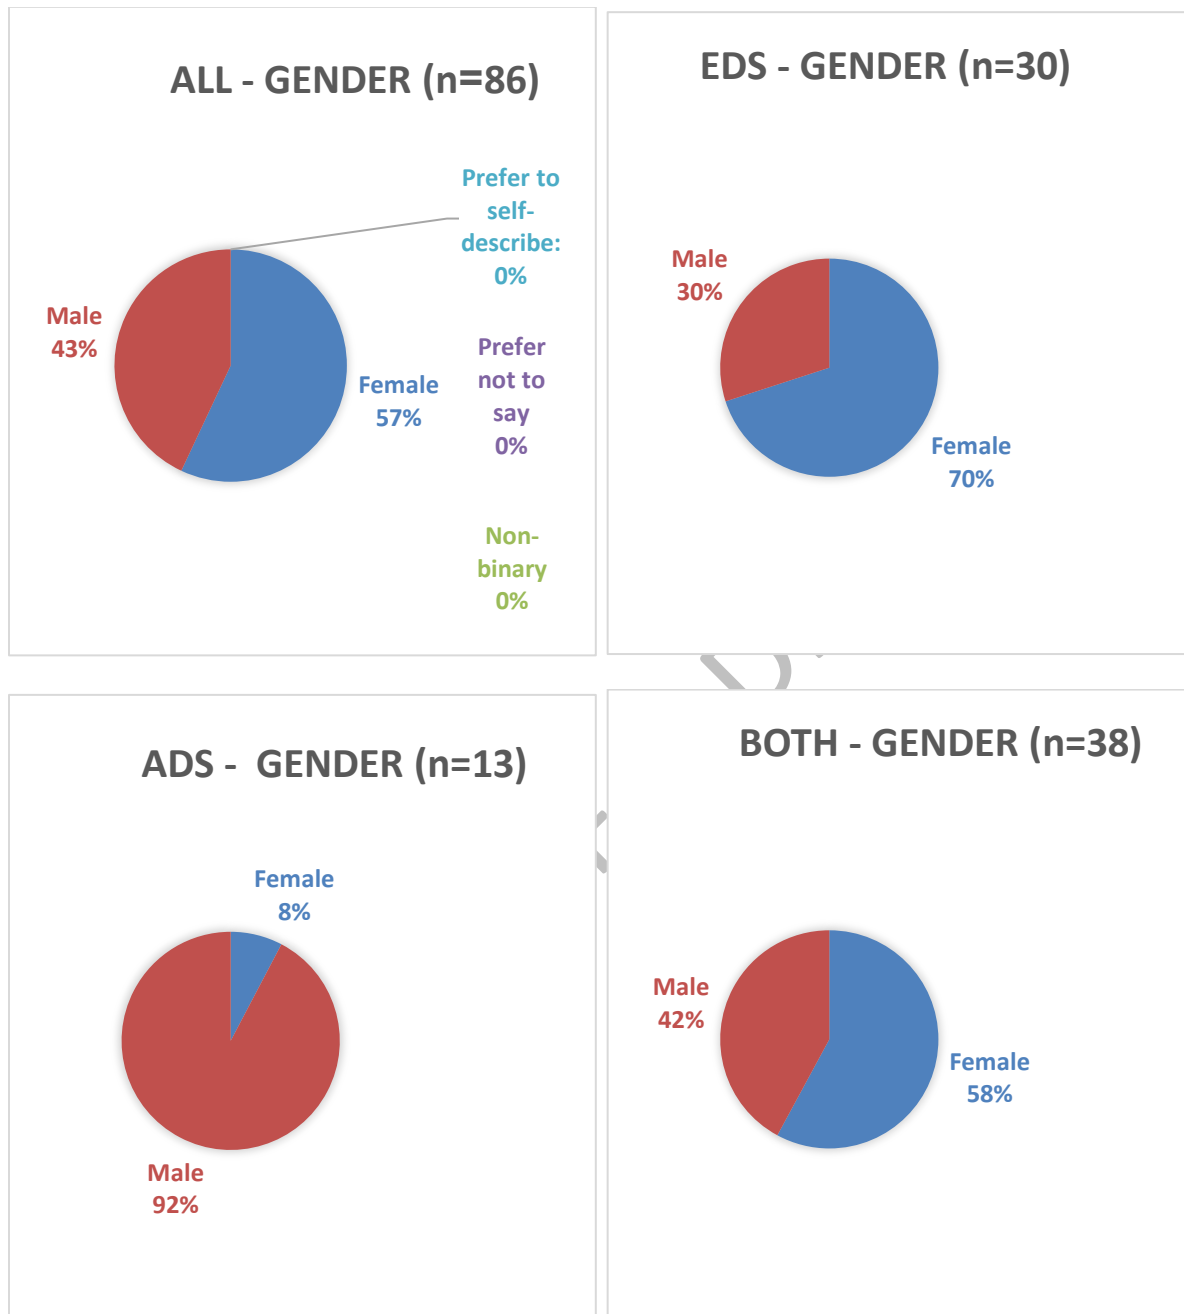 ALL - GENDER (n=86)
Prefer to
self-
describe:
0%
Male
43%
Prefer
not to
say
0%
Female
57%
Non-
binary
0%
EDS - GENDER (n=30)
Male
30%
Female
70%
ADS -  GENDER (n=13)
Female
8%
Male
92%
BOTH - GENDER (n=38)
Male
42%
Female
58%